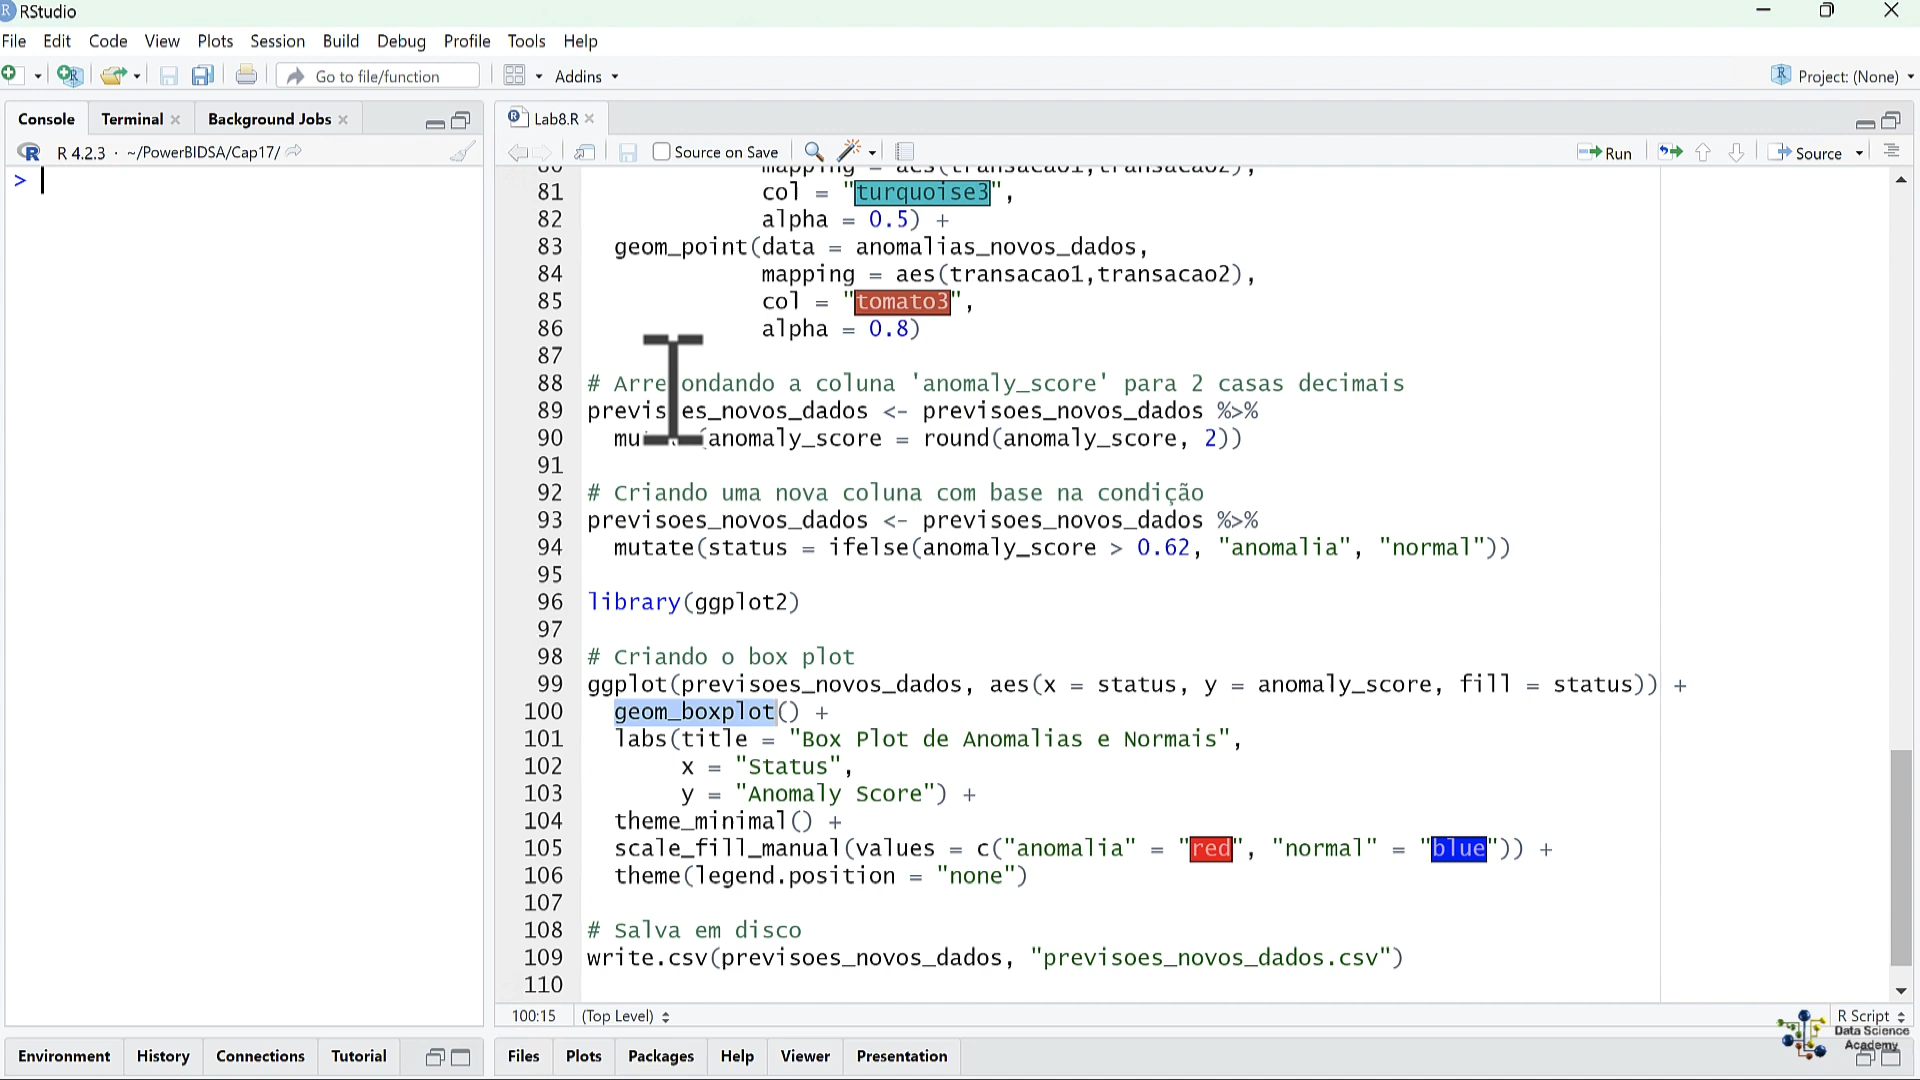 RStudio
File Edit Code View Plots Session Build Debug Profile Tools Help
Go to file/function Addins Project: (None)
Console Terminal Background Jobs
R 4.2.3 · ~/PowerBIDSA/Cap17/
>
Lab8.R
Source on Save Run Source
80 mapping = aes(transacao1,transacao2),
81 col = "turquoise3",
82 alpha = 0.5) +
83 geom_point(data = anomalias_novos_dados,
84 mapping = aes(transacao1,transacao2),
85 col = "tomato3",
86 alpha = 0.8)
87
88 # Arredondando a coluna 'anomaly_score' para 2 casas decimais
89 previsoes_novos_dados <- previsoes_novos_dados %>%
90 mutate(anomaly_score = round(anomaly_score, 2))
91
92 # Criando uma nova coluna com base na condição
93 previsoes_novos_dados <- previsoes_novos_dados %>%
94 mutate(status = ifelse(anomaly_score > 0.62, "anomalia", "normal"))
95
96 library(ggplot2)
97
98 # Criando o box plot
99 ggplot(previsoes_novos_dados, aes(x = status, y = anomaly_score, fill = status)) +
100 geom_boxplot() +
101 labs(title = "Box Plot de Anomalias e Normais",
102 x = "Status",
103 y = "Anomaly Score") +
104 theme_minimal() +
105 scale_fill_manual(values = c("anomalia" = "red", "normal" = "blue")) +
106 theme(legend.position = "none")
107
108 # Salva em disco
109 write.csv(previsoes_novos_dados, "previsoes_novos_dados.csv")
110
100:15 (Top Level) R Script
Data Science
Academy
Environment History Connections Tutorial
Files Plots Packages Help Viewer Presentation